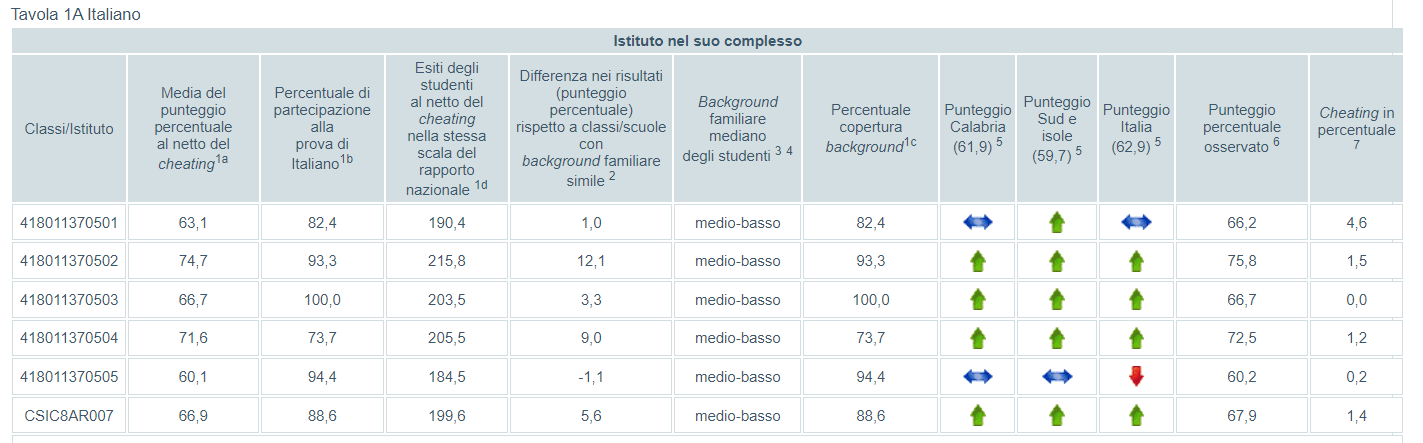 Tavola 1A Italiano
Istituto nel suo complesso
Classi/Istituto
Media del
punteggio
percentuale
al netto del
cheating1a
Percentuale di
partecipazione
alla
prova di
Italiano1b
Esiti degli
studenti
al netto del
cheating
nella stessa
scala del
rapporto
nazionale 1d
Differenza nei risultati
(punteggio
percentuale)
rispetto a classi/scuole
con
background familiare
simile 2
Background
familiare
mediano
degli studenti 3 4
Percentuale
copertura
background1c
Punteggio
Calabria
(61,9) 5
Punteggio
Sud e
isole
(59,7) 5
Punteggio
Italia
(62,9) 5
Punteggio
percentuale
osservato 6
Cheating in
percentuale
7
418011370501 63,1 82,4 190,4 1,0 medio-basso 82,4 66,2 4,6
418011370502 74,7 93,3 215,8 12,1 medio-basso 93,3 75,8 1,5
418011370503 66,7 100,0 203,5 3,3 medio-basso 100,0 66,7 0,0
418011370504 71,6 73,7 205,5 9,0 medio-basso 73,7 72,5 1,2
418011370505 60,1 94,4 184,5 -1,1 medio-basso 94,4 60,2 0,2
CSIC8AR007 66,9 88,6 199,6 5,6 medio-basso 88,6 67,9 1,4